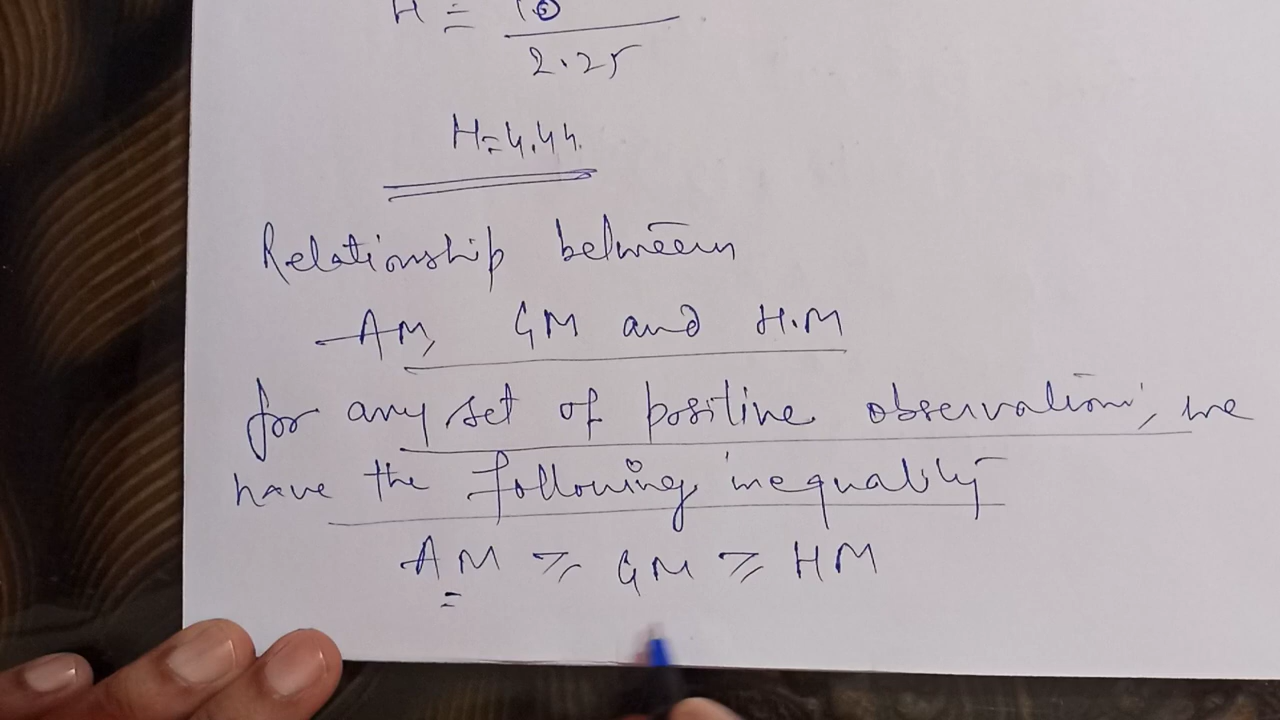 H = 10
2.25
H=4.44.
Relationship between
AM, GM and H.M
for any set of positive observations, we
have the following inequality
AM ≥ GM ≥ HM